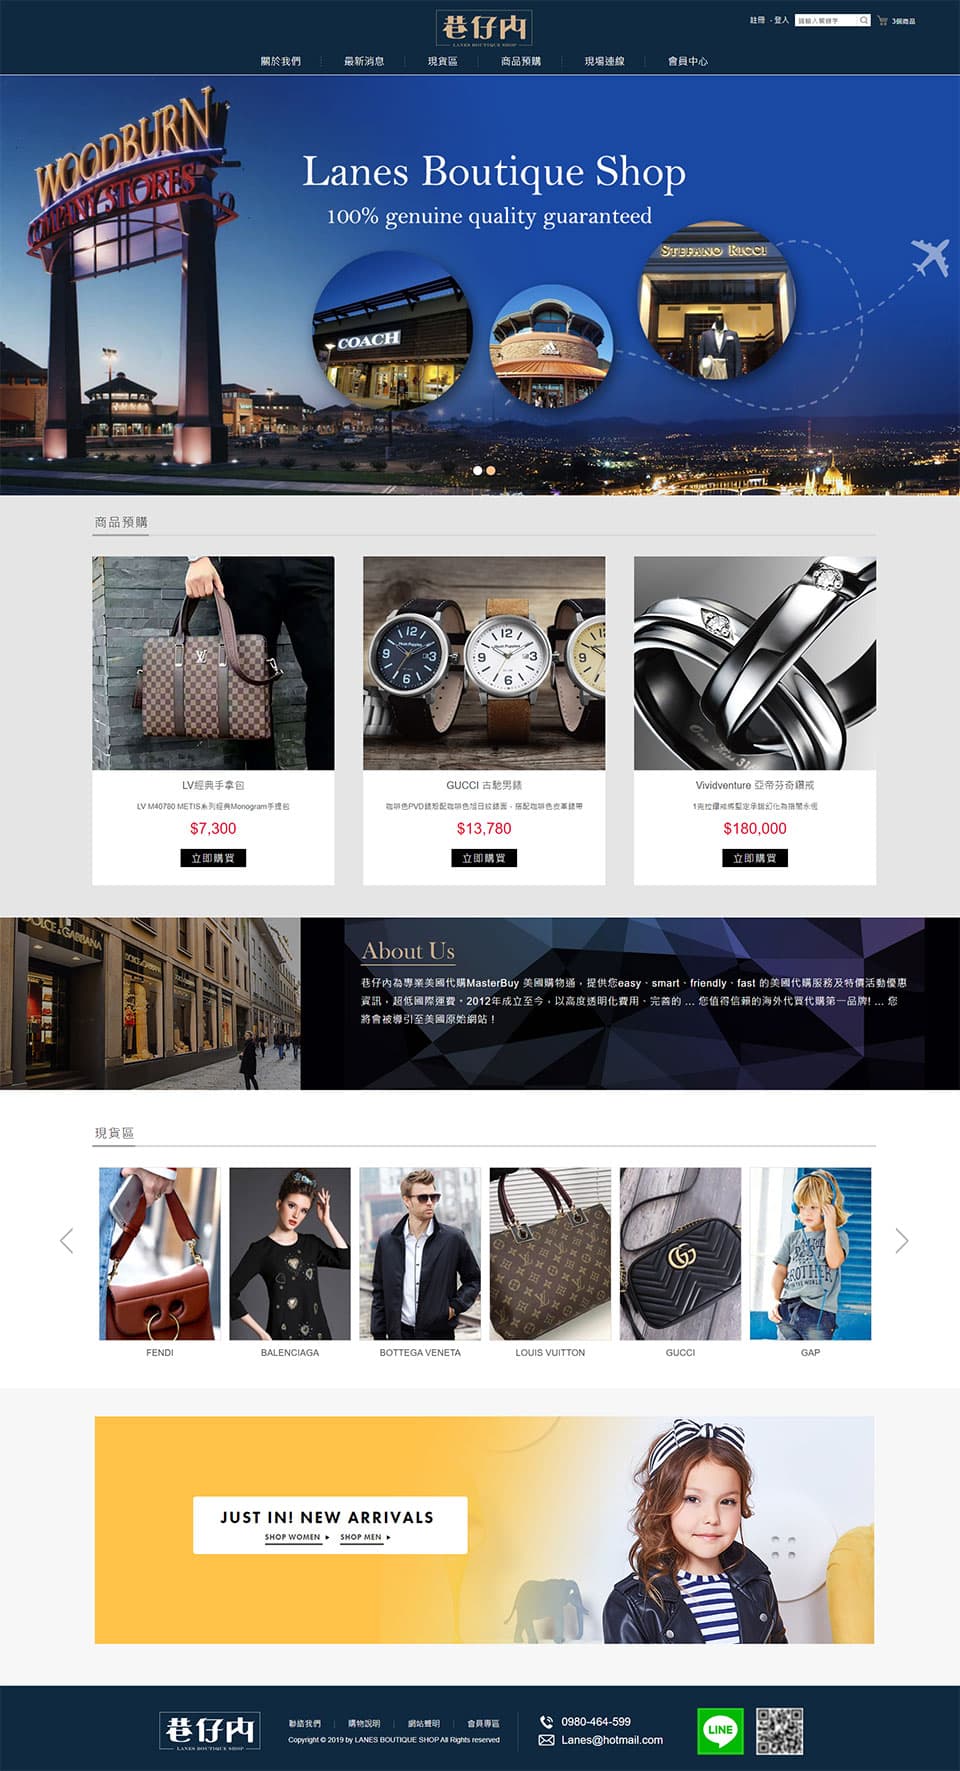 巷仔內
LANES BOUTIQUE SHOP
註冊 · 登入
請輸入關鍵字
3個商品
關於我們
最新消息
現貨區
商品預購
現場連線
會員中心
WOODBURN
COMPANY STORES
Lanes Boutique Shop
100% genuine quality guaranteed
STEFANO RICCI
COACH
adidas
商品預購
LV經典手拿包
LV M40780 METIS系列經典Monogram手提包
$7,300
立即購買
GUCCI 古馳男錶
咖啡色PVD錶殼配咖啡色旭日紋錶面，搭配咖啡色皮革錶帶
$13,780
立即購買
Vividventure 亞帝芬奇鑽戒
1克拉鑽戒將堅定承諾幻化為指間永恆
$180,000
立即購買
DOLCE & GABBANA
About Us
巷仔內為專業美國代購MasterBuy 美國購物通，提供您easy、smart、friendly、fast 的美國代購服務及特價活動優惠
資訊，超低國際運費。2012年成立至今，以高度透明化費用、完善的 ... 您值得信賴的海外代買代購第一品牌! ... 您
將會被導引至美國原始網站！
現貨區
FENDI
BALENCIAGA
BOTTEGA VENETA
LOUIS VUITTON
GUCCI
GAP
JUST IN! NEW ARRIVALS
SHOP WOMEN
SHOP MEN
巷仔內
LANES BOUTIQUE SHOP
聯絡我們
購物說明
網站聲明
會員專區
Copyright © 2019 by LANES BOUTIQUE SHOP All Rights reserved
0980-464-599
Lanes@hotmail.com
LINE